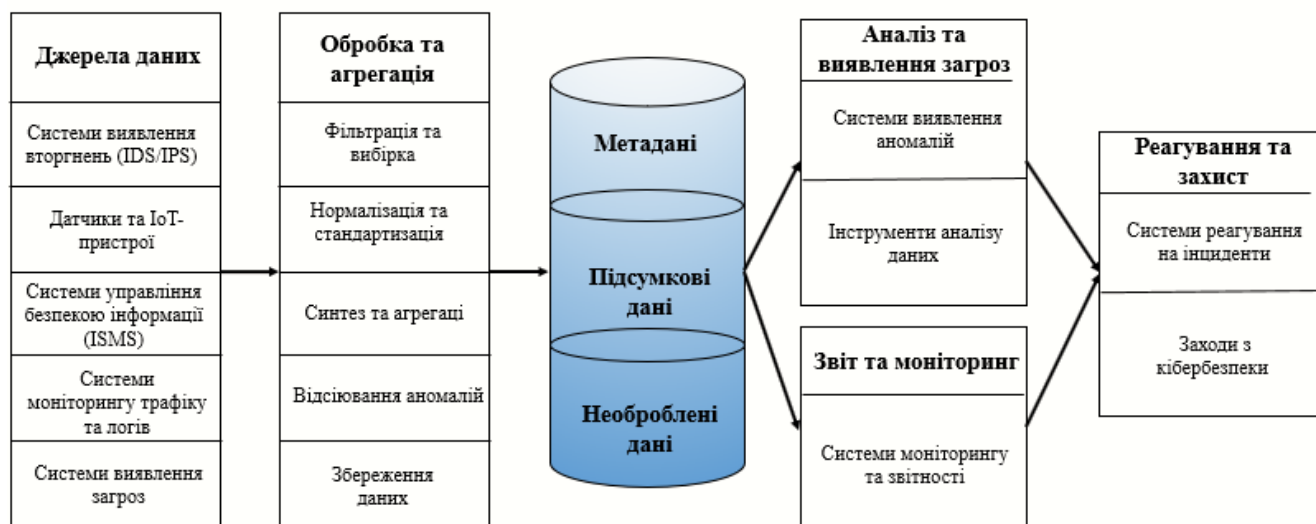 Джерела даних
Системи виявлення
вторгнень (IDS/IPS)
Датчики та IoT-
пристрої
Системи управління
безпекою інформації
(ISMS)
Системи
моніторингу трафіку
та логів
Системи виявлення
загроз
Обробка та
агрегація
Фільтрація та
вибірка
Нормалізація та
стандартизація
Синтез та агрегаці
Відсіювання аномалій
Збереження
даних
Метадані
Підсумкові
дані
Необроблені
дані
Аналіз та
виявлення загроз
Системи виявлення
аномалій
Інструменти аналізу
даних
Звіт та моніторинг
Системи моніторингу
та звітності
Реагування та
захист
Системи реагування
на інциденти
Заходи з
кібербезпеки